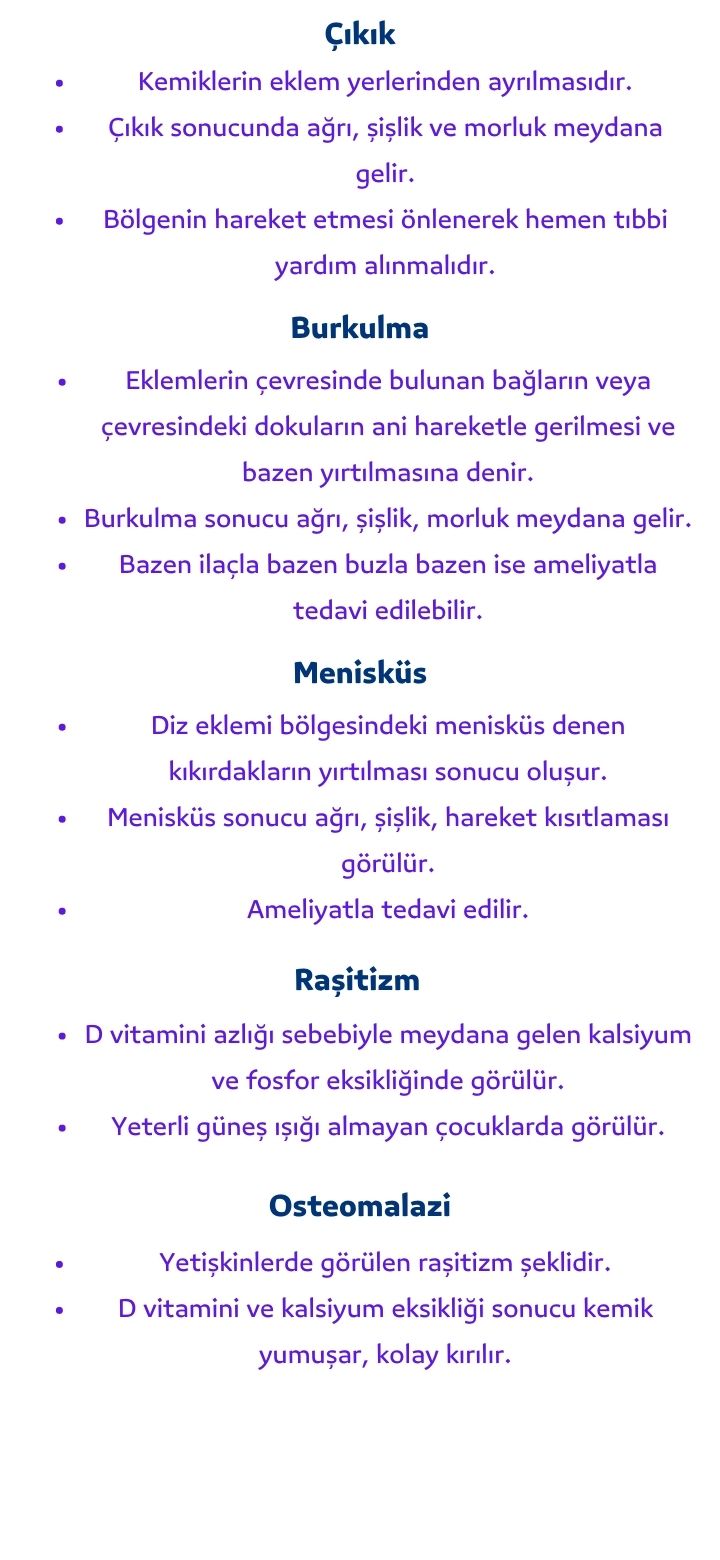 Çıkık
• Kemiklerin eklem yerlerinden ayrılmasıdır.
• Çıkık sonucunda ağrı, şişlik ve morluk meydana
gelir.
• Bölgenin hareket etmesi önlenerek hemen tıbbi
yardım alınmalıdır.
Burkulma
• Eklemlerin çevresinde bulunan bağların veya
çevresindeki dokuların ani hareketle gerilmesi ve
bazen yırtılmasına denir.
• Burkulma sonucu ağrı, şişlik, morluk meydana gelir.
• Bazen ilaçla bazen buzla bazen ise ameliyatla
tedavi edilebilir.
Menisküs
• Diz eklemi bölgesindeki menisküs denen
kıkırdakların yırtılması sonucu oluşur.
• Menisküs sonucu ağrı, şişlik, hareket kısıtlaması
görülür.
• Ameliyatla tedavi edilir.
Raşitizm
• D vitamini azlığı sebebiyle meydana gelen kalsiyum
ve fosfor eksikliğinde görülür.
• Yeterli güneş ışığı almayan çocuklarda görülür.
Osteomalazi
• Yetişkinlerde görülen raşitizm şeklidir.
• D vitamini ve kalsiyum eksikliği sonucu kemik
yumuşar, kolay kırılır.